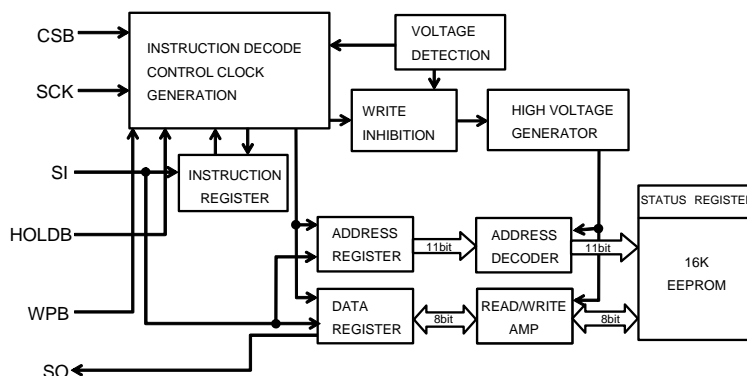 CSB
SCK
SI
HOLDB
WPB
SO
INSTRUCTION DECODE
CONTROL CLOCK
GENERATION
VOLTAGE
DETECTION
WRITE
INHIBITION
HIGH VOLTAGE
GENERATOR
INSTRUCTION
REGISTER
ADDRESS
REGISTER
11bit
ADDRESS
DECODER
11bit
DATA
REGISTER
8bit
READ/WRITE
AMP
8bit
STATUS REGISTER
16K
EEPROM